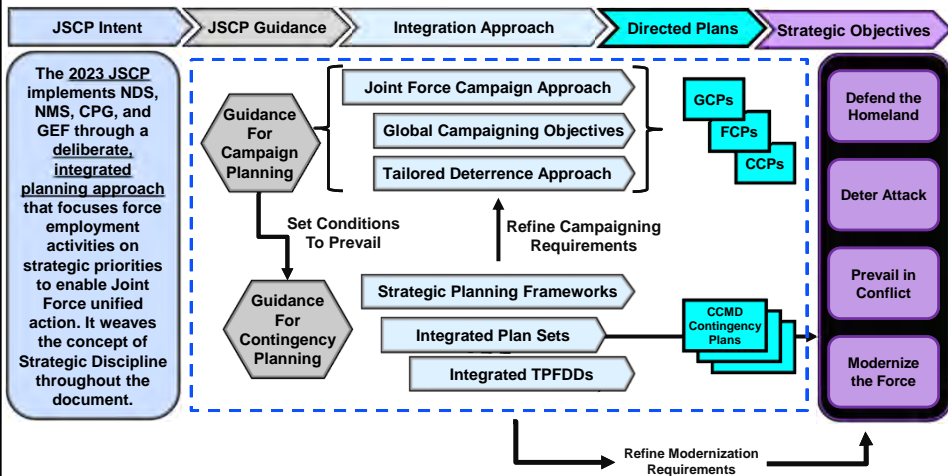 JSCP Intent
JSCP Guidance
Integration Approach
Directed Plans
Strategic Objectives
The 2023 JSCP
implements NDS,
NMS, CPG, and
GEF through a
deliberate,
integrated
planning approach
that focuses force
employment
activities on
strategic priorities
to enable Joint
Force unified
action. It weaves
the concept of
Strategic Discipline
throughout the
document.
Guidance
For
Campaign
Planning
Joint Force Campaign Approach
Global Campaigning Objectives
Tailored Deterrence Approach
GCPs
FCPs
CCPs
Set Conditions
To Prevail
Refine Campaigning
Requirements
Guidance
For
Contingency
Planning
Strategic Planning Frameworks
Integrated Plan Sets
Integrated TPFDDs
CCMD
Contingency
Plans
Defend the
Homeland
Deter Attack
Prevail in
Conflict
Modernize
the Force
Refine Modernization
Requirements